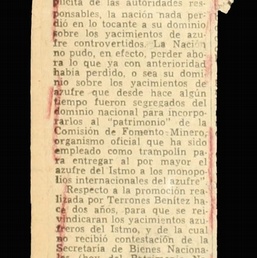 plícita de las autoridades res-
ponsables, la nación nada per-
dió en lo tocante a su dominio
sobre los yacimientos de azu-
fre controvertidos. La Nación
no pudo, en efecto, perder aho-
ra lo que ya con anterioridad
había perdido, o sea su domi-
nio sobre los yacimientos de
azufre que desde hace algún
tiempo fueron segregados del
dominio nacional para incorpo-
rarlos al "patrimonio" de la
Comisión de Fomento Minero,
organismo oficial que ha sido
empleado como trampolín pa-
ra entregar al por mayor el
azufre del Istmo a los monopo-
lios internacionales del azufre".
Respecto a la promoción rea-
lizada por Terrones Benítez ha-
ce dos años, para que se rei-
vindicaran los yacimientos azu-
freros del Istmo, y de la cual
no recibió contestación de la
Secretaría de Bienes Naciona-